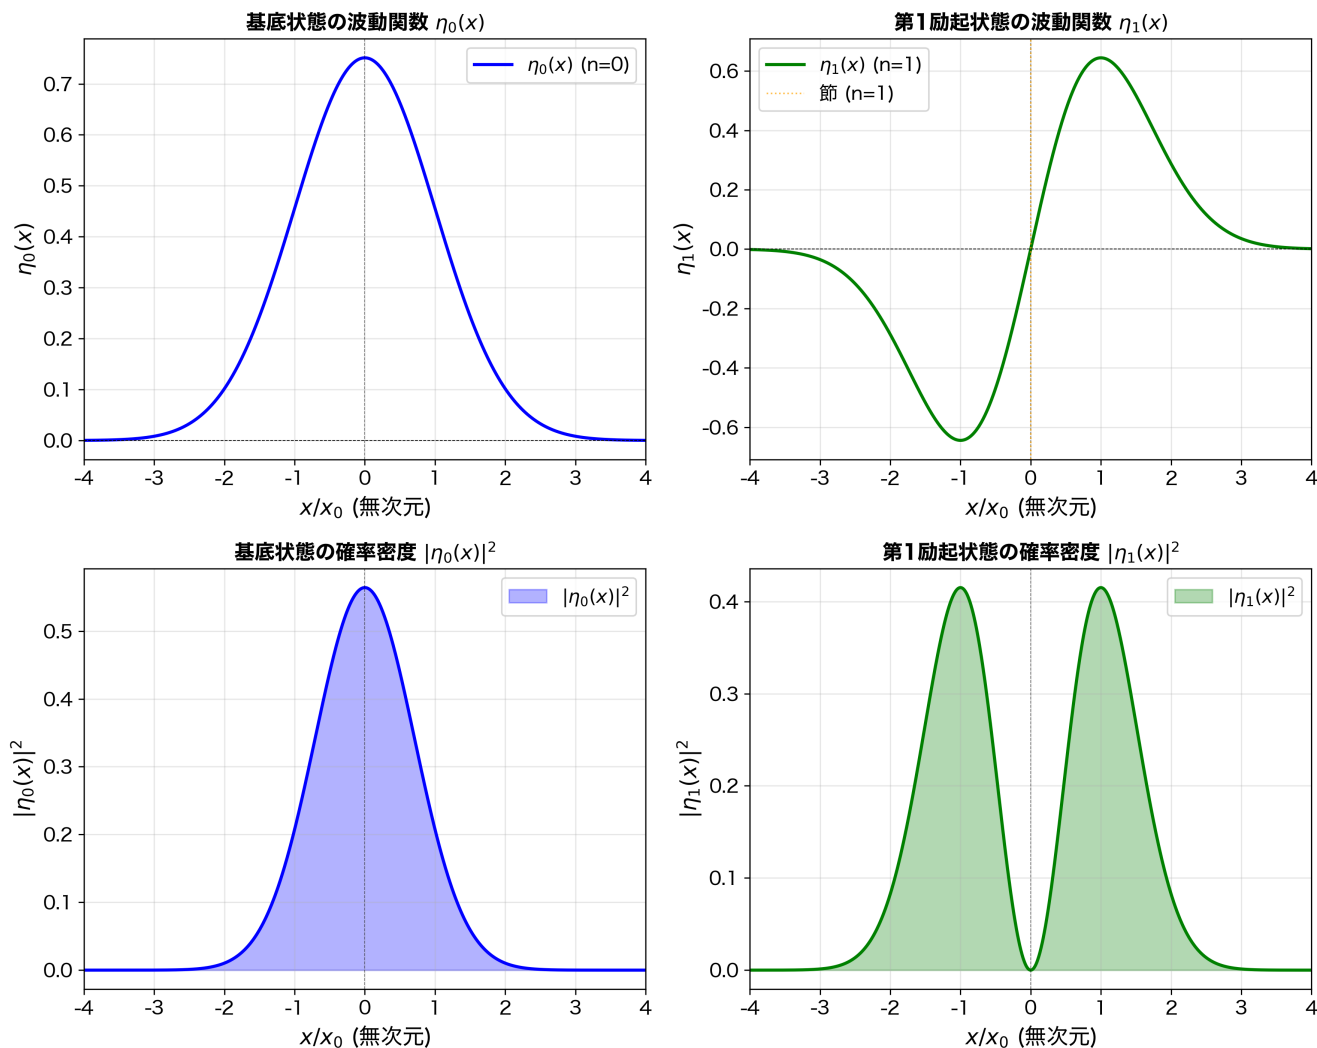 基底状態の波動関数 η₀(x)
η₀(x) (n=0)
η₀(x)
0.7
0.6
0.5
0.4
0.3
0.2
0.1
0.0
-4 -3 -2 -1 0 1 2 3 4
x/x₀ (無次元)
第1励起状態の波動関数 η₁(x)
η₁(x) (n=1)
節 (n=1)
η₁(x)
0.6
0.4
0.2
0.0
-0.2
-0.4
-0.6
-4 -3 -2 -1 0 1 2 3 4
x/x₀ (無次元)
基底状態の確率密度 |η₀(x)|²
|η₀(x)|²
|η₀(x)|²
0.5
0.4
0.3
0.2
0.1
0.0
-4 -3 -2 -1 0 1 2 3 4
x/x₀ (無次元)
第1励起状態の確率密度 |η₁(x)|²
|η₁(x)|²
|η₁(x)|²
0.4
0.3
0.2
0.1
0.0
-4 -3 -2 -1 0 1 2 3 4
x/x₀ (無次元)